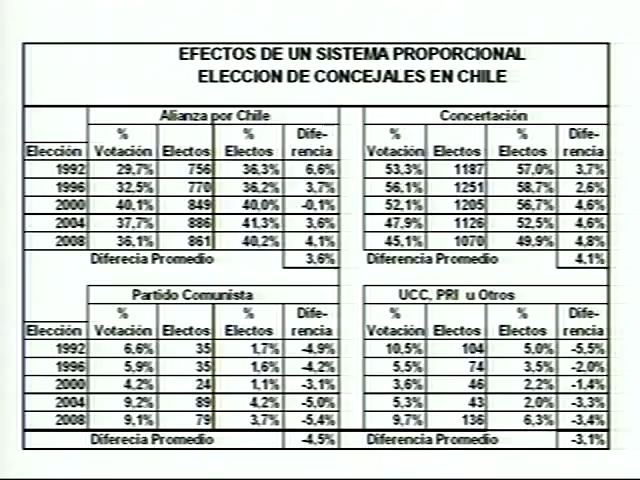 EFECTOS DE UN SISTEMA PROPORCIONAL
ELECCION DE CONCEJALES EN CHILE
Alianza por Chile Concertación
% % Dife- % % Dife-
Elección Votación Electos Electos rencia Votación Electos Electos rencia
1992 29,7% 756 36,3% 6,6% 53,3% 1187 57,0% 3,7%
1996 32,5% 770 36,2% 3,7% 56,1% 1251 58,7% 2,6%
2000 40,1% 849 40,0% -0,1% 52,1% 1205 56,7% 4,6%
2004 37,7% 886 41,3% 3,6% 47,9% 1126 52,5% 4,6%
2008 36,1% 861 40,2% 4,1% 45,1% 1070 49,9% 4,8%
Diferecia Promedio 3,6% Diferencia Promedio 4,1%
Partido Comunista UCC, PRI u Otros
% % Dife- % % Dife-
Elección Votación Electos Electos rencia Votación Electos Electos rencia
1992 6,6% 35 1,7% -4,9% 10,5% 104 5,0% -5,5%
1996 5,9% 35 1,6% -4,2% 5,5% 74 3,5% -2,0%
2000 4,2% 24 1,1% -3,1% 3,6% 46 2,2% -1,4%
2004 9,2% 89 4,2% -5,0% 5,3% 43 2,0% -3,3%
2008 9,1% 79 3,7% -5,4% 9,7% 136 6,3% -3,4%
Diferecia Promedio -4,5% Diferencia Promedio -3,1%